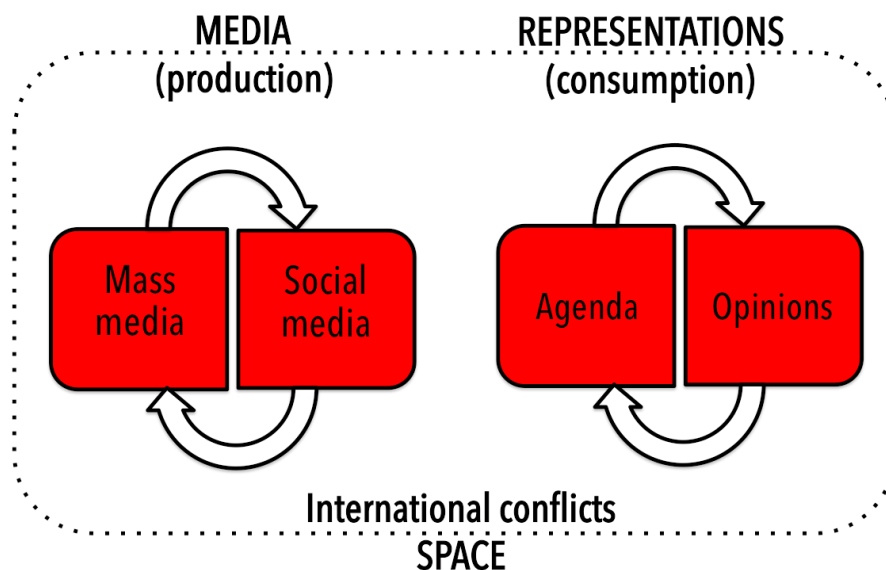 MEDIA
(production)
REPRESENTATIONS
(consumption)
Mass
media
Social
media
Agenda
Opinions
International conflicts
SPACE